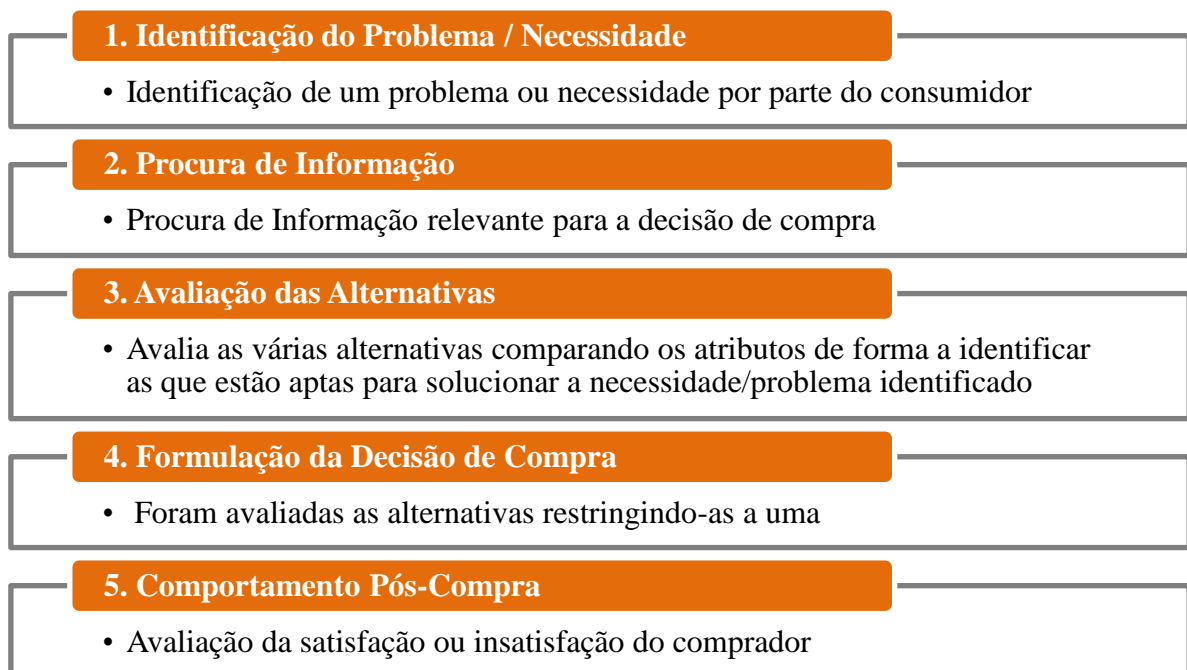 1. Identificação do Problema / Necessidade
• Identificação de um problema ou necessidade por parte do consumidor
2. Procura de Informação
• Procura de Informação relevante para a decisão de compra
3. Avaliação das Alternativas
• Avalia as várias alternativas comparando os atributos de forma a identificar
as que estão aptas para solucionar a necessidade/problema identificado
4. Formulação da Decisão de Compra
• Foram avaliadas as alternativas restringindo-as a uma
5. Comportamento Pós-Compra
• Avaliação da satisfação ou insatisfação do comprador